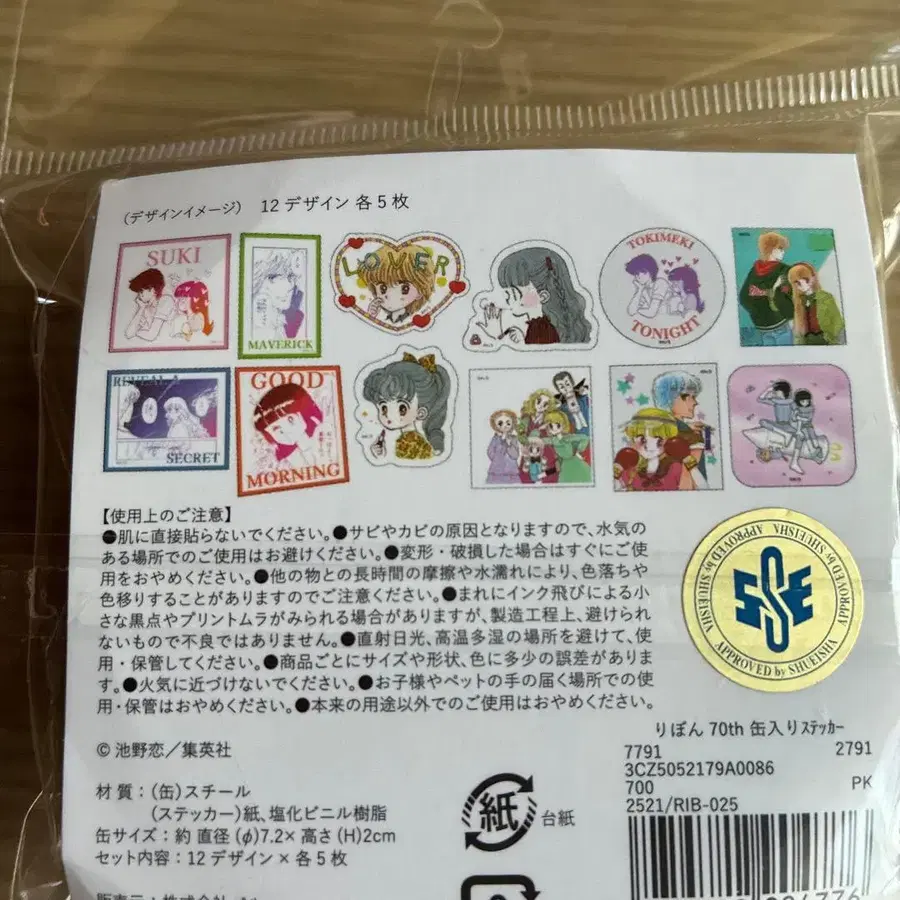 (デザインイメージ) 12デザイン 各5枚
SUKI
MAVERICK
LOVER
TOKIMEKI
TONIGHT
REVEAL A
SECRET
GOOD
MORNING
【使用上のご注意】
●肌に直接貼らないでください。●サビやカビの原因となりますので、水気の
ある場所でのご使用はお避けください。●変形・破損した場合はすぐにご使
用をおやめください。●他の物との長時間の摩擦や水濡れにより、色落ちや
色移りすることがありますのでご注意ください。●まれにインク飛びによる小
さな黒点やプリントムラがみられる場合がありますが、製造工程上、避けられ
ないもので不良ではありません。●直射日光、高温多湿の場所を避けて、使
用・保管してください。●商品ごとにサイズや形状、色に多少の誤差がありま
す。●火気に近づけないでください。●お子様やペットの手の届く場所での使
用・保管はおやめください。●本来の用途以外でのご使用はおやめください。
APPROVED by SHUEISHA
APPROVED by SHUEISHA
APPROVED by SHUEISHA
©池野恋／集英社
材質：(缶)スチール
(ステッカー)紙、塩化ビニル樹脂
缶サイズ：約 直径(φ)7.2×高さ(H)2cm
セット内容：12デザイン×各5枚
紙
台紙
りぼん 70th 缶入りステッカー
7791 2791
3CZ5052179A0086
700 PK
2521/RIB-025